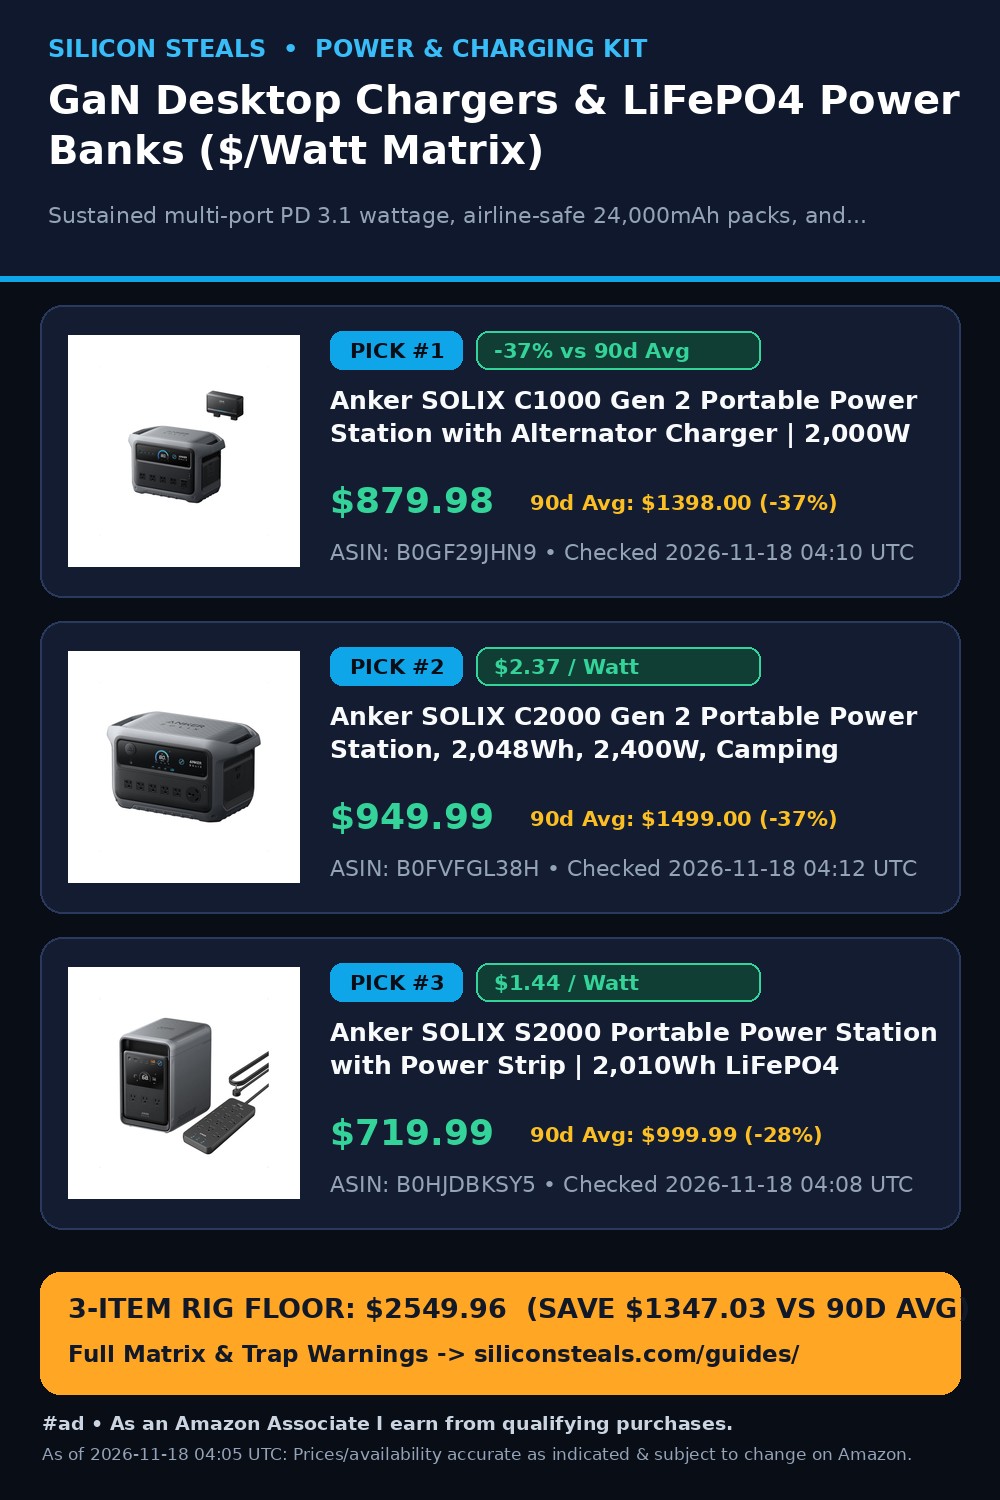 SILICON STEALS • POWER & CHARGING KIT
GaN Desktop Chargers & LiFePO4 Power
Banks ($/Watt Matrix)
Sustained multi-port PD 3.1 wattage, airline-safe 24,000mAh packs, and...
PICK #1
-37% vs 90d Avg
Anker SOLIX C1000 Gen 2 Portable Power
Station with Alternator Charger | 2,000W
$879.98
90d Avg: $1398.00 (-37%)
ASIN: B0GF29JHN9 • Checked 2026-11-18 04:10 UTC
ANKER
PICK #2
$2.37 / Watt
Anker SOLIX C2000 Gen 2 Portable Power
Station, 2,048Wh, 2,400W, Camping
$949.99
90d Avg: $1499.00 (-37%)
ASIN: B0FVFGL38H • Checked 2026-11-18 04:12 UTC
PICK #3
$1.44 / Watt
Anker SOLIX S2000 Portable Power Station
with Power Strip | 2,010Wh LiFePO4
$719.99
90d Avg: $999.99 (-28%)
ASIN: B0HJDBKSY5 • Checked 2026-11-18 04:08 UTC
3-ITEM RIG FLOOR: $2549.96 (SAVE $1347.03 VS 90D AVG)
Full Matrix & Trap Warnings -> siliconsteals.com/guides/
#ad • As an Amazon Associate I earn from qualifying purchases.
As of 2026-11-18 04:05 UTC: Prices/availability accurate as indicated & subject to change on Amazon.